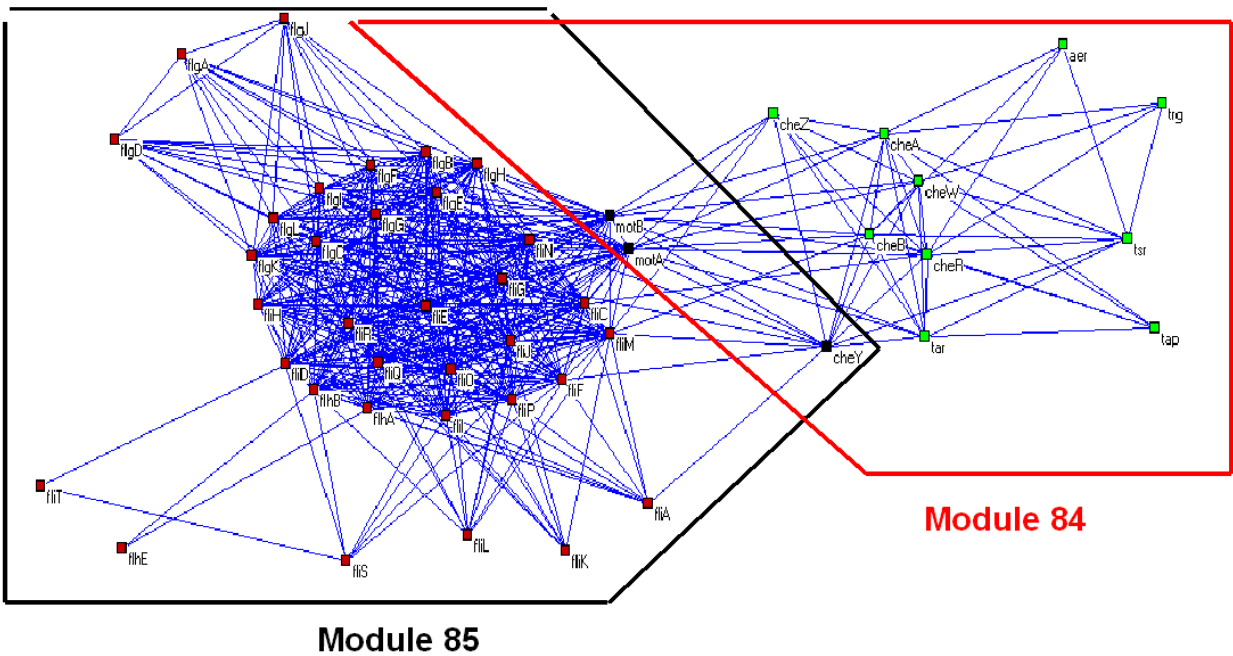 flgJ
flgA
aer
trg
cheZ
cheA
flgD
flgB
flgF
flgH
cheW
flgI
flgE
flgL
flgG
motB
cheB
flgC
fliN
motA
cheR
tsr
flgK
fliG
fliH
fliE
fliC
fliR
fliM
tap
fliJ
tar
cheY
fliD
fliQ
fliO
fliF
flhB
fliP
flhA
fliI
fliT
fliA
Module 84
fliL
flhE
fliK
fliS
Module 85